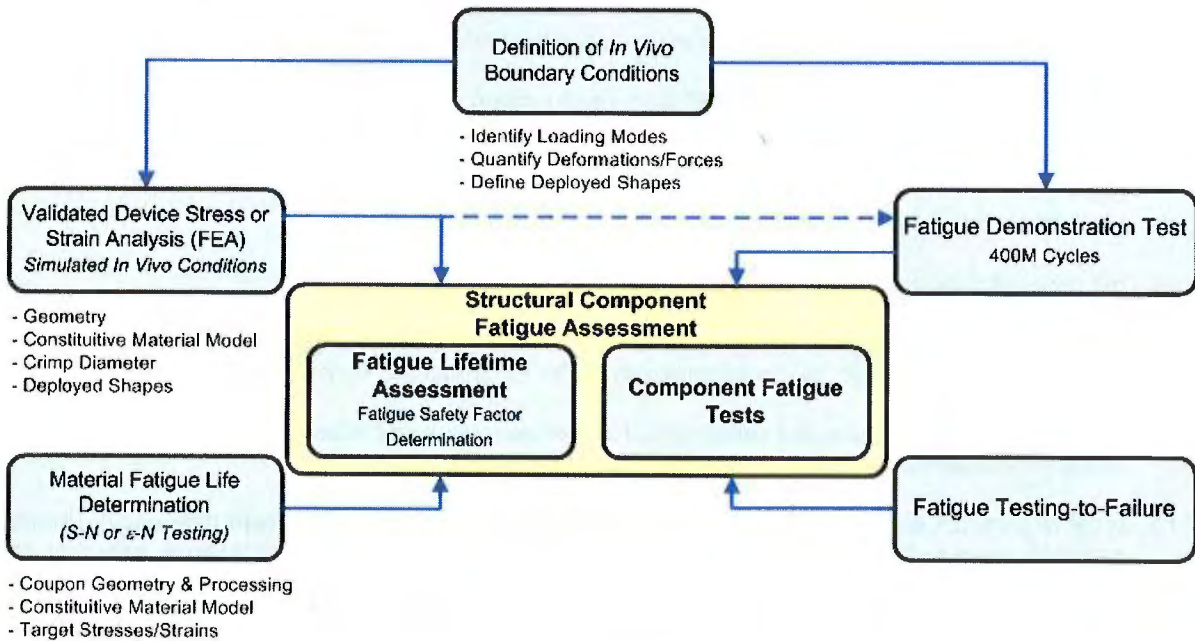 Definition of In Vivo
Boundary Conditions
- Identify Loading Modes
- Quantify Deformations/Forces
- Define Deployed Shapes
Validated Device Stress or
Strain Analysis (FEA)
Simulated In Vivo Conditions
- Geometry
- Constituitive Material Model
- Crimp Diameter
- Deployed Shapes
Fatigue Demonstration Test
400M Cycles
Structural Component
Fatigue Assessment
Fatigue Lifetime
Assessment
Fatigue Safety Factor
Determination
Component Fatigue
Tests
Material Fatigue Life
Determination
(S-N or ε-N Testing)
- Coupon Geometry & Processing
- Constituitive Material Model
- Target Stresses/Strains
Fatigue Testing-to-Failure